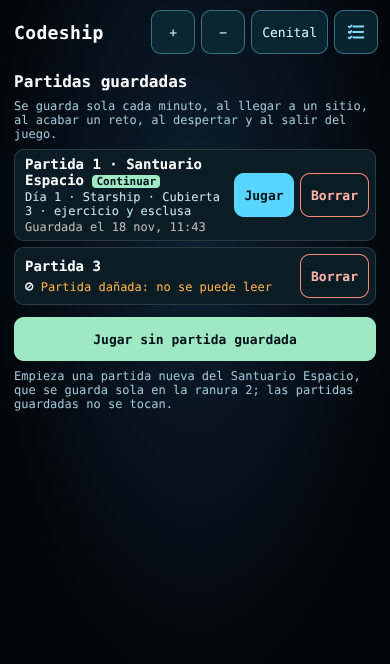 Codeship
+
−
Cenital
Partidas guardadas
Se guarda sola cada minuto, al llegar a un sitio,
al acabar un reto, al despertar y al salir del
juego.
Partida 1 · Santuario
Espacio Continuar
Día 1 · Starship · Cubierta
3 · ejercicio y esclusa
Guardada el 18 nov, 11:43
Jugar
Borrar
Partida 3
⊘ Partida dañada: no se puede leer
Borrar
Jugar sin partida guardada
Empieza una partida nueva del Santuario Espacio,
que se guarda sola en la ranura 2; las partidas
guardadas no se tocan.